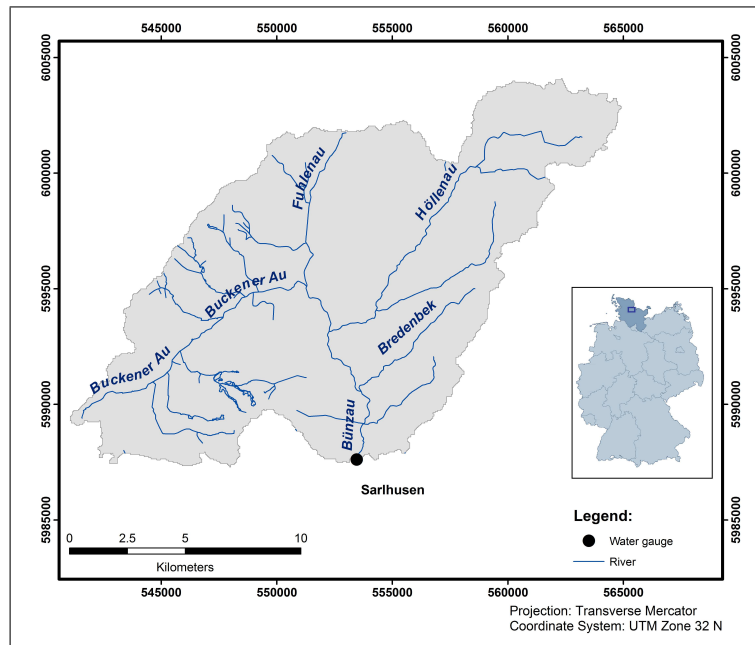 545000 550000 555000 560000 565000
6005000
6005000
6000000
6000000
5995000
5995000
5990000
5990000
5985000
5985000
Fuhlenau
Höllenau
Buckener Au
Bredenbek
Buckener Au
Bünzau
Sarlhusen
0 2.5 5 10
Kilometers
Legend:
Water gauge
River
545000 550000 555000 560000 565000
Projection: Transverse Mercator
Coordinate System: UTM Zone 32 N